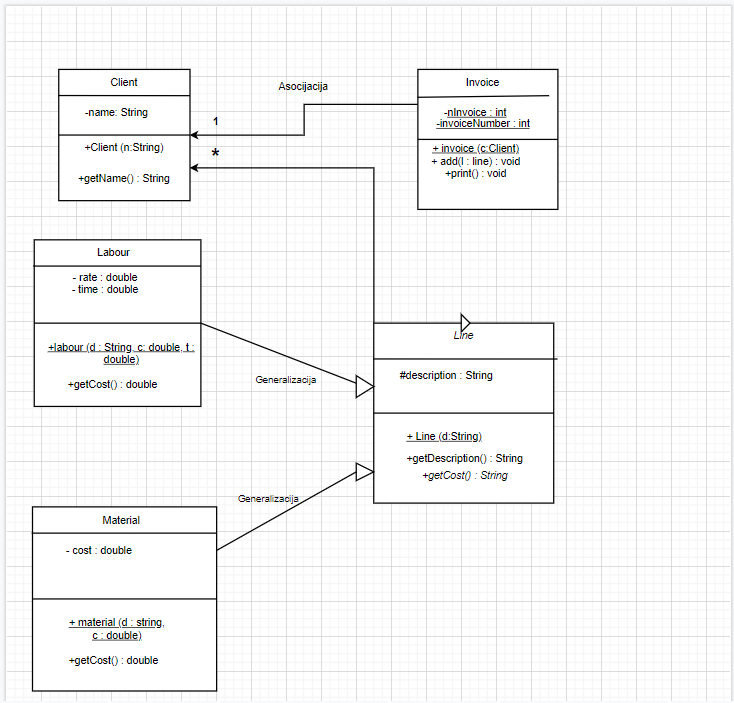 Client
-name: String
+Client (n:String)
+getName() : String
Asocijacija
1
*
Invoice
-nInvoice : int
-invoiceNumber : int
+ invoice (c:Client)
+ add(l : line) : void
+print() : void
Labour
- rate : double
- time : double
+labour (d : String, c: double, t :
double)
+getCost() : double
Generalizacija
Line
#description : String
+ Line (d:String)
+getDescription() : String
+getCost() : String
Generalizacija
Material
- cost : double
+ material (d : string,
c : double)
+getCost() : double